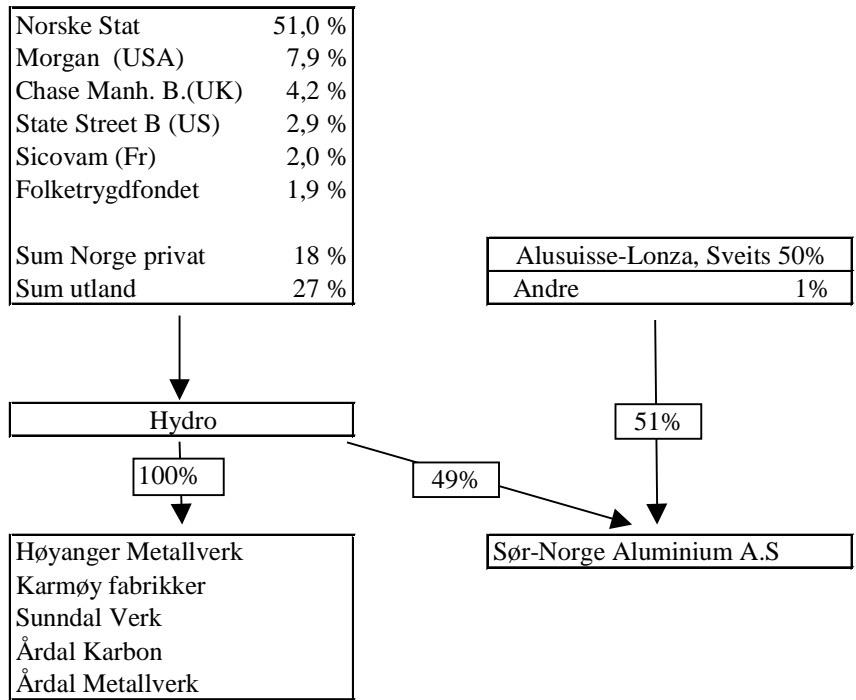 Norske Stat 51,0 %
Morgan (USA) 7,9 %
Chase Manh. B.(UK) 4,2 %
State Street B (US) 2,9 %
Sicovam (Fr) 2,0 %
Folketrygdfondet 1,9 %
Sum Norge privat 18 %
Sum utland 27 %
Alusuisse-Lonza, Sveits 50%
Andre 1%
Hydro
51%
100%
49%
Høyanger Metallverk
Karmøy fabrikker
Sunndal Verk
Årdal Karbon
Årdal Metallverk
Sør-Norge Aluminium A.S